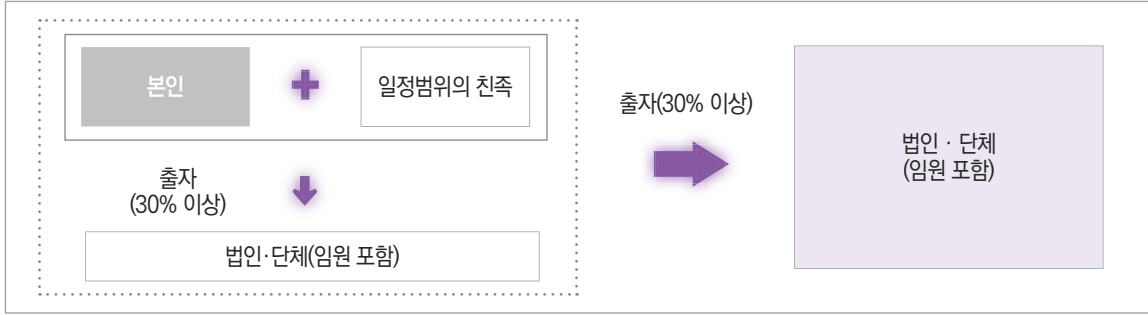 본인
일정범위의 친족
출자
(30% 이상)
법인·단체(임원 포함)
출자(30% 이상)
법인 · 단체
(임원 포함)